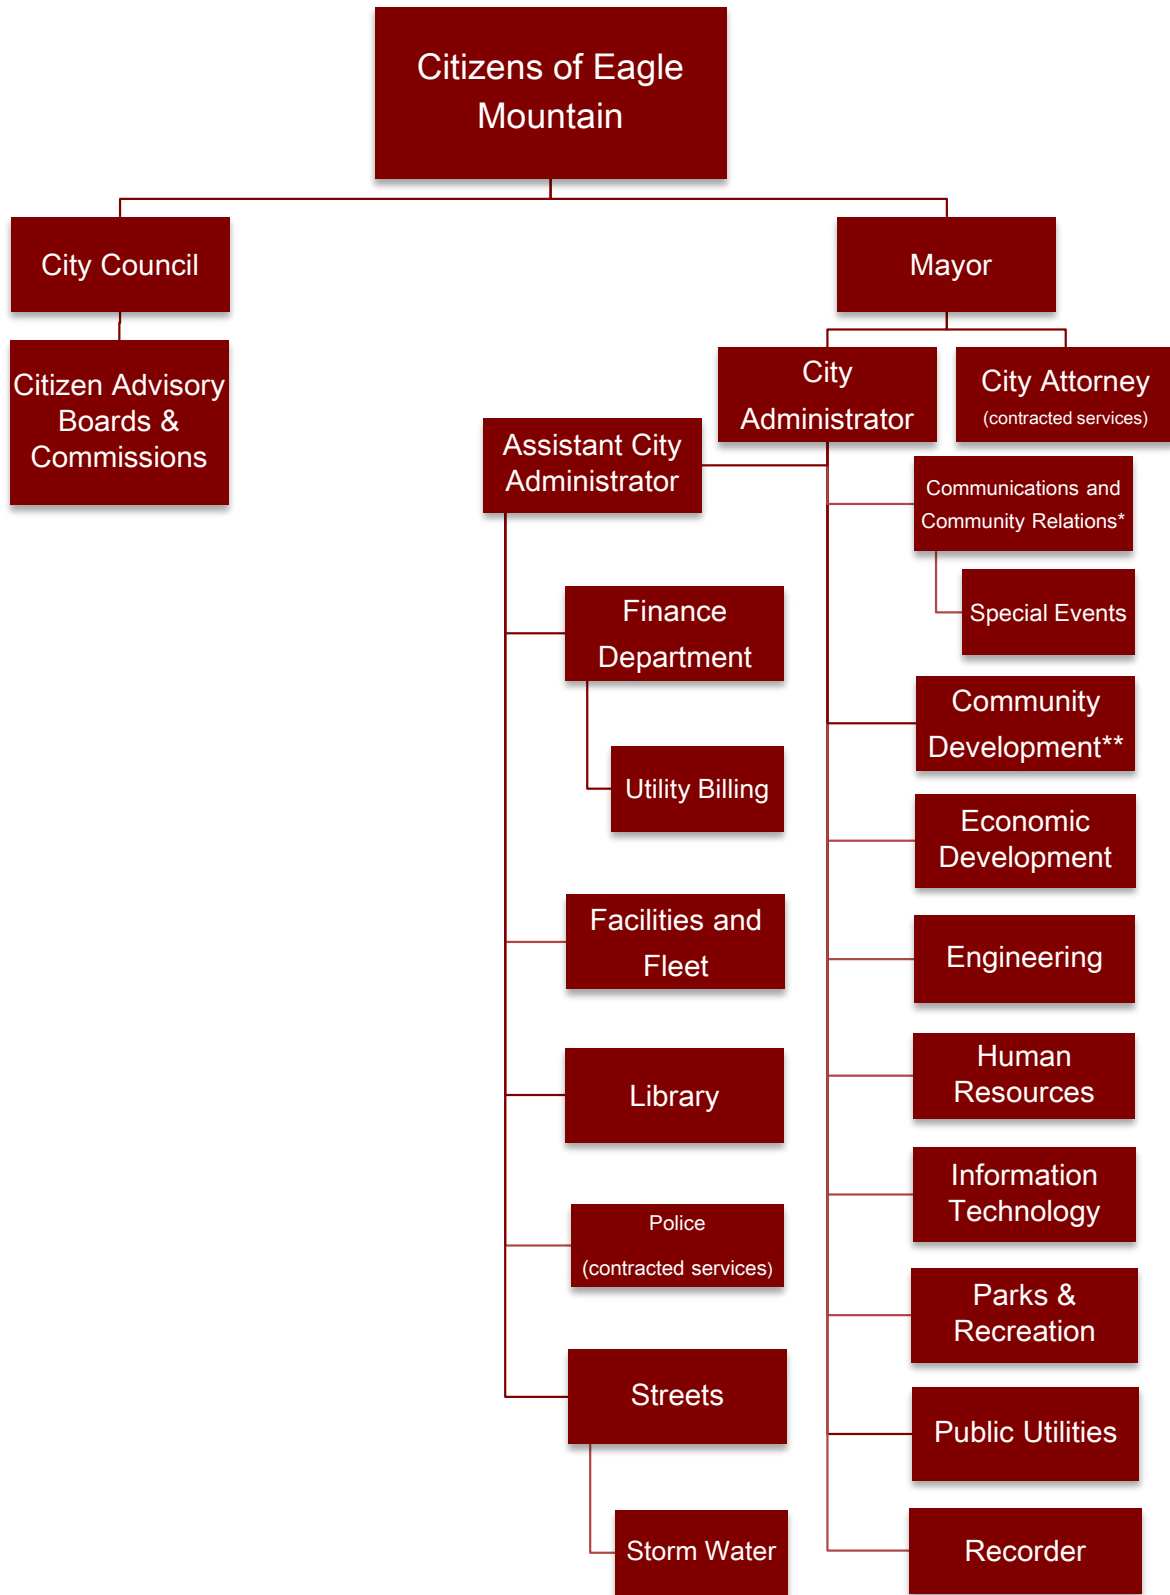 Citizens of Eagle
Mountain
City Council
Mayor
Citizen Advisory
Boards &
Commissions
City
Administrator
City Attorney
(contracted services)
Assistant City
Administrator
Communications and
Community Relations*
Special Events
Finance
Department
Utility Billing
Facilities and
Fleet
Library
Police
(contracted services)
Streets
Storm Water
Community
Development**
Economic
Development
Engineering
Human
Resources
Information
Technology
Parks &
Recreation
Public Utilities
Recorder